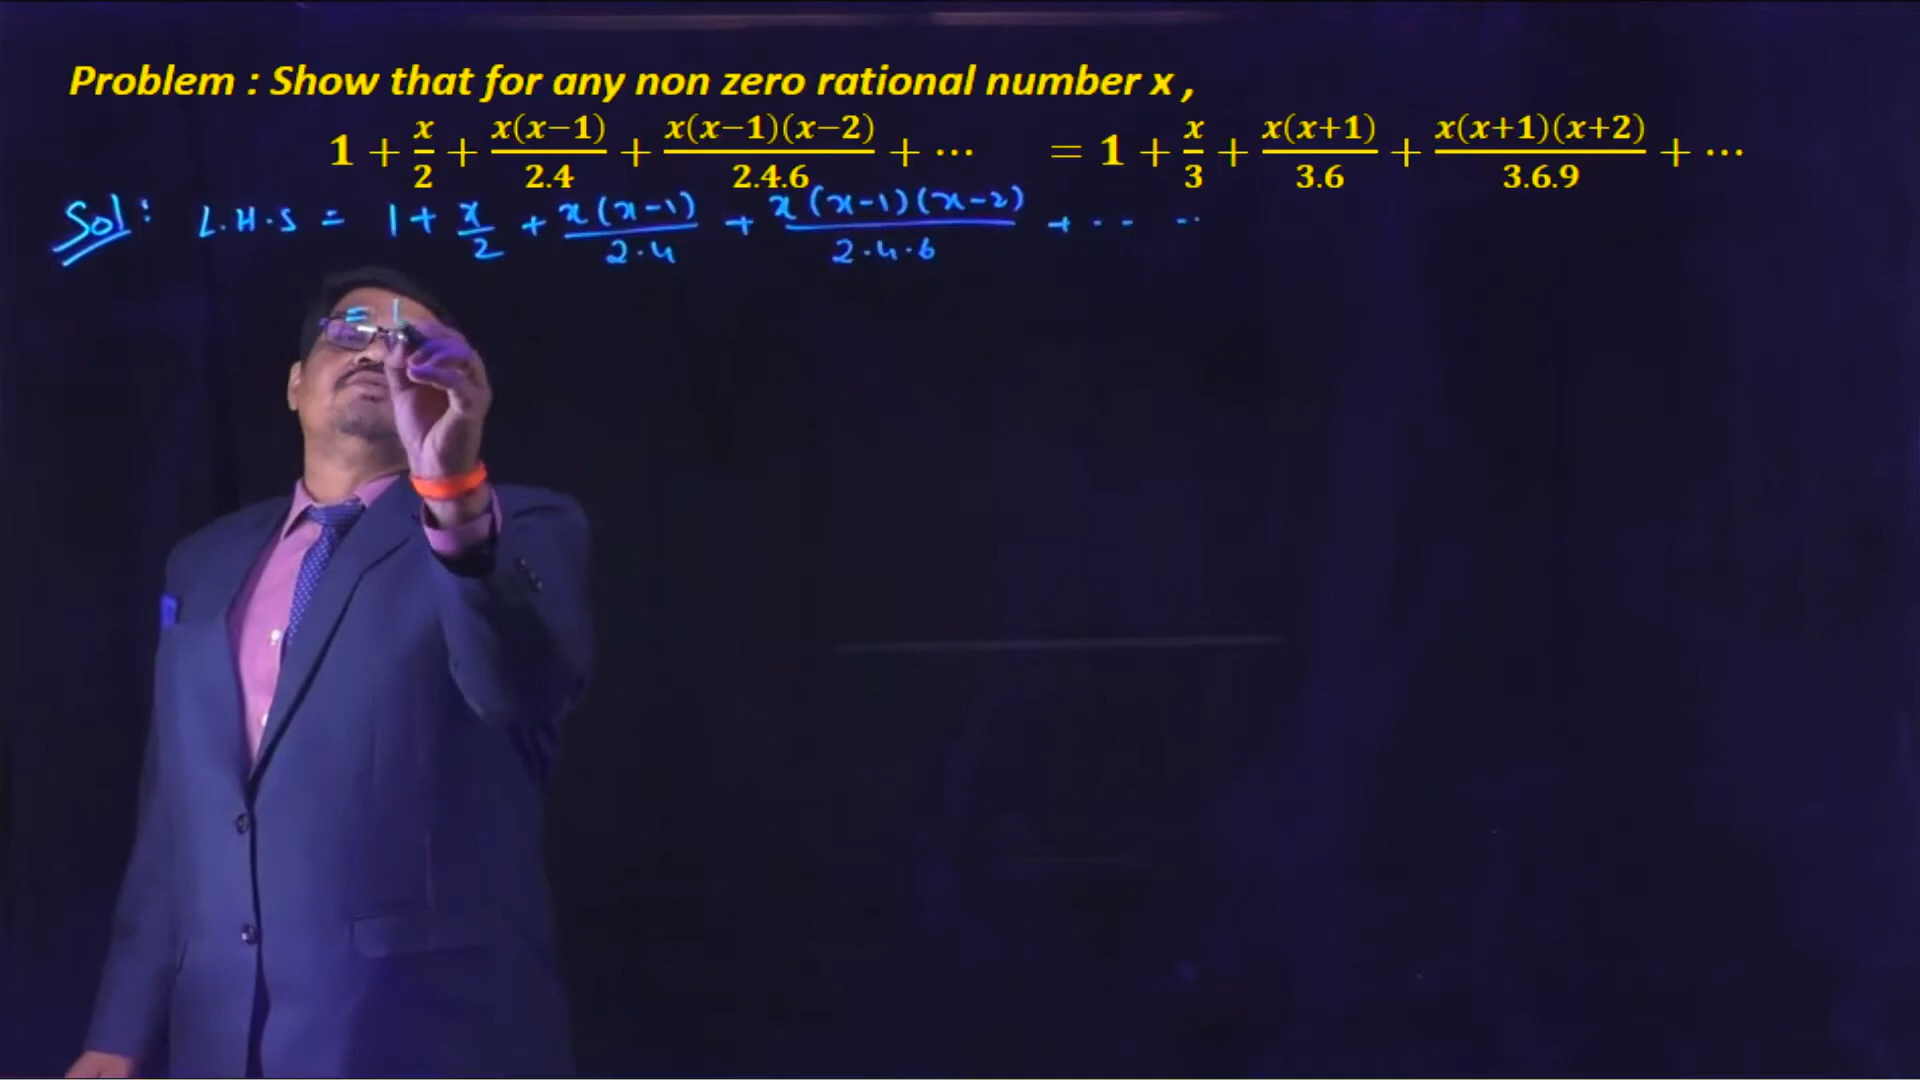 Problem : Show that for any non zero rational number x ,
1 + x/2 + x(x−1)/2.4 + x(x−1)(x−2)/2.4.6 + ⋯ = 1 + x/3 + x(x+1)/3.6 + x(x+1)(x+2)/3.6.9 + ⋯
Sol: L.H.S = 1 + x/2 + x(x-1)/2·4 + x(x-1)(x-2)/2·4·6 + -- --
= 1